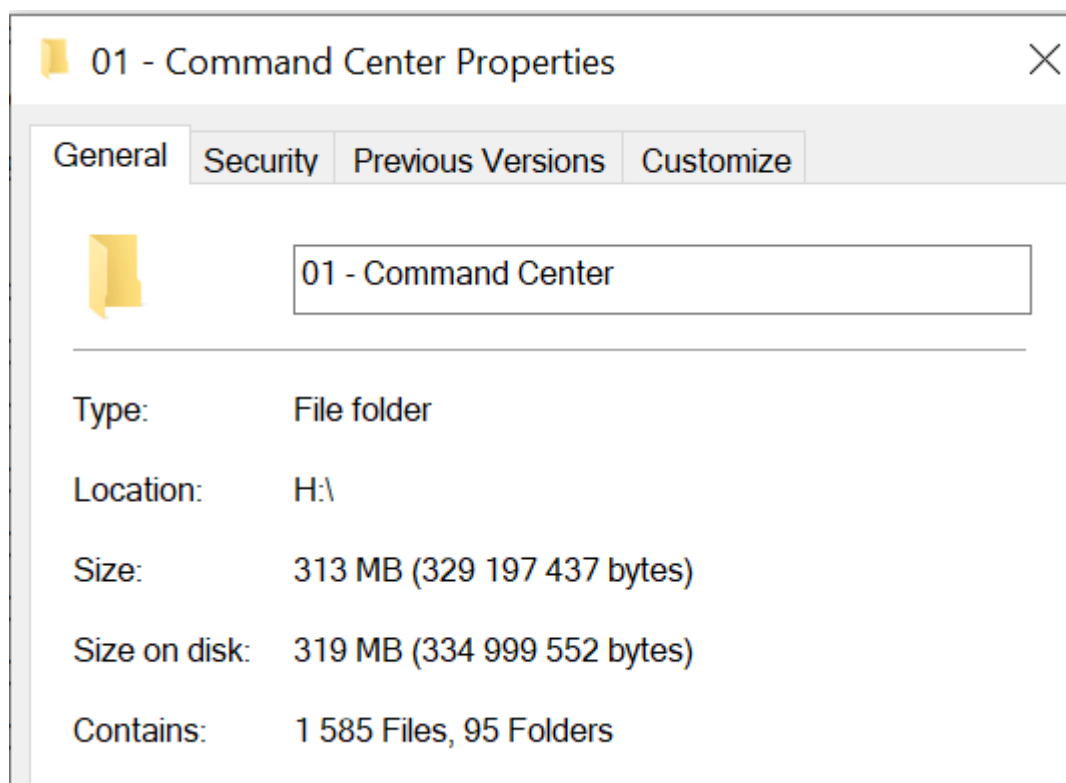 01 - Command Center Properties
General Security Previous Versions Customize
01 - Command Center
Type: File folder
Location: H:\
Size: 313 MB (329 197 437 bytes)
Size on disk: 319 MB (334 999 552 bytes)
Contains: 1 585 Files, 95 Folders